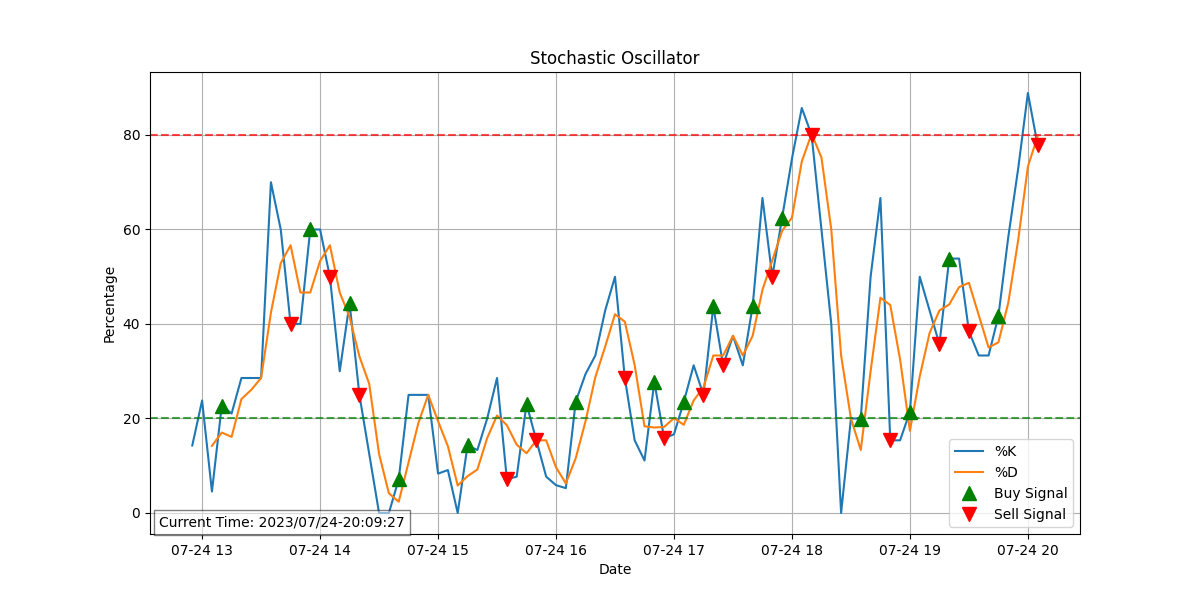 Stochastic Oscillator
Percentage
80
60
40
20
0
%K
%D
Buy Signal
Sell Signal
Current Time: 2023/07/24-20:09:27
07-24 13
07-24 14
07-24 15
07-24 16
07-24 17
07-24 18
07-24 19
07-24 20
Date